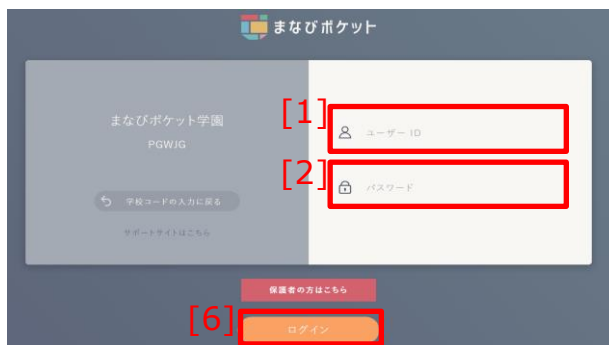 まなびポケット
まなびポケット学園
PGWJG
学校コードの入力に戻る
サポートサイトはこちら
[1]
ユーザー ID
[2]
パスワード
保護者の方はこちら
[6]
ログイン